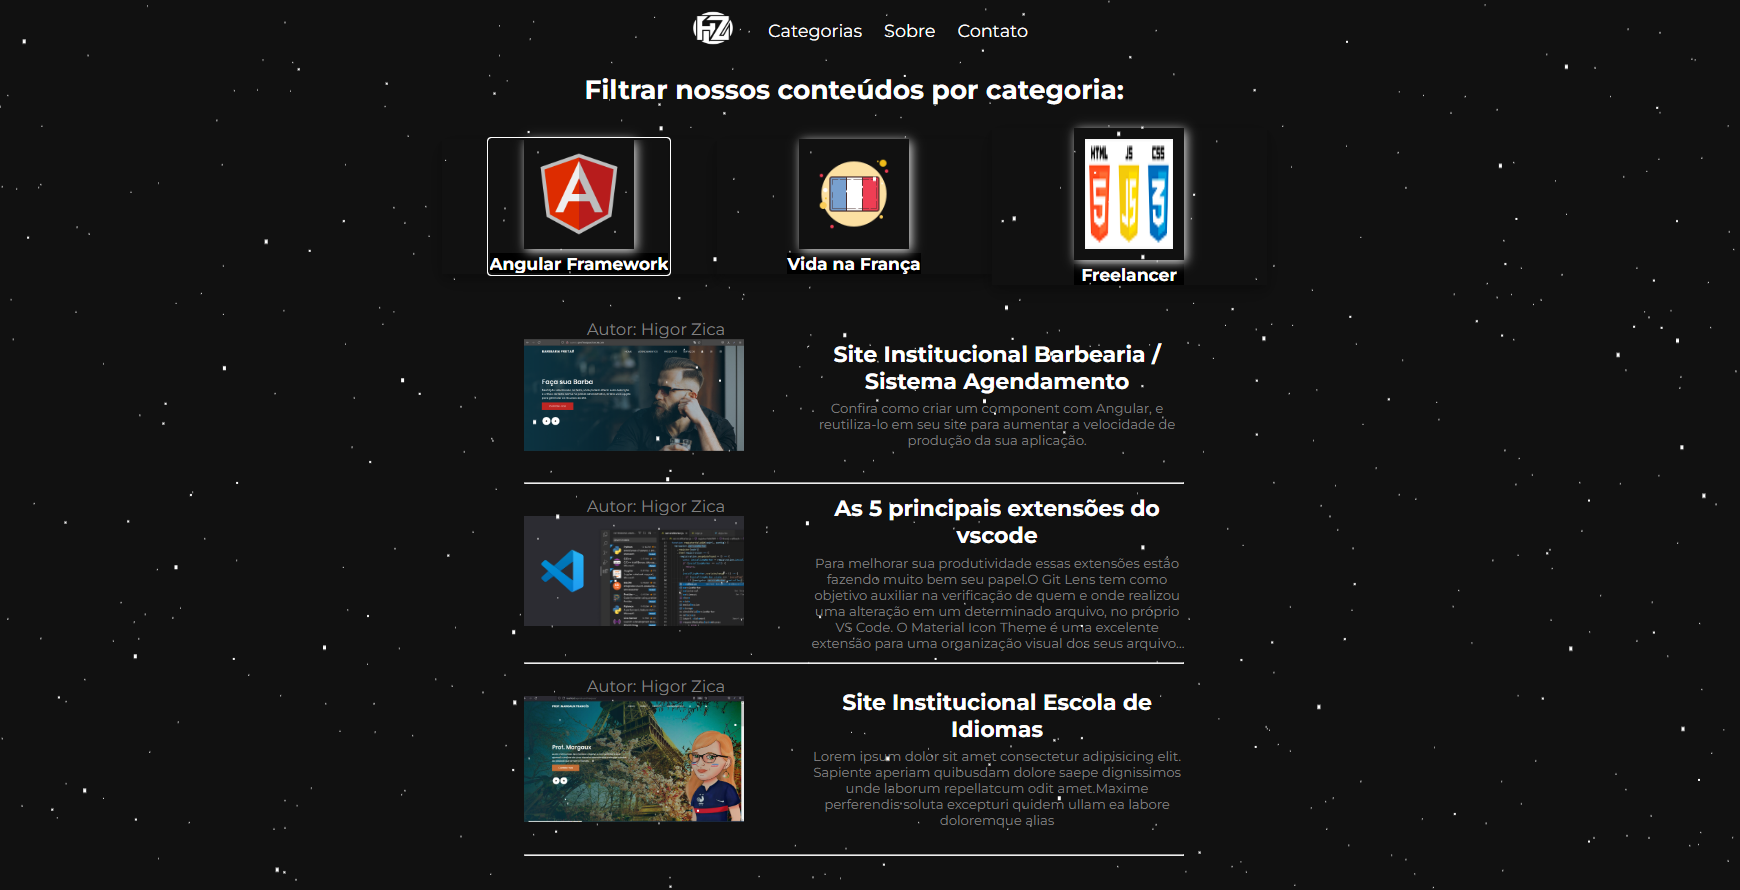 HZ
Categorias Sobre Contato
Filtrar nossos conteúdos por categoria:
HTML JS CSS
5 JS 3
Angular Framework
Vida na França
Freelancer
Autor: Higor Zica
Faça sua Barba
Site Institucional Barbearia /
Sistema Agendamento
Confira como criar um component com Angular, e
reutiliza-lo em seu site para aumentar a velocidade de
produção da sua aplicação.
Autor: Higor Zica
As 5 principais extensões do
vscode
Para melhorar sua produtividade essas extensões estão
fazendo muito bem seu papel.O Git Lens tem como
objetivo auxiliar na verificação de quem e onde realizou
uma alteração em um determinado arquivo, no próprio
VS Code. O Material Icon Theme é uma excelente
extensão para uma organização visual dos seus arquivo...
Autor: Higor Zica
Prof. Margaux
Site Institucional Escola de
Idiomas
Lorem ipsum dolor sit amet consectetur adipisicing elit.
Sapiente aperiam quibusdam dolore saepe dignissimos
unde laborum repellatcum odit amet.Maxime
perferendis soluta excepturi quidem ullam ea labore
doloremque alias